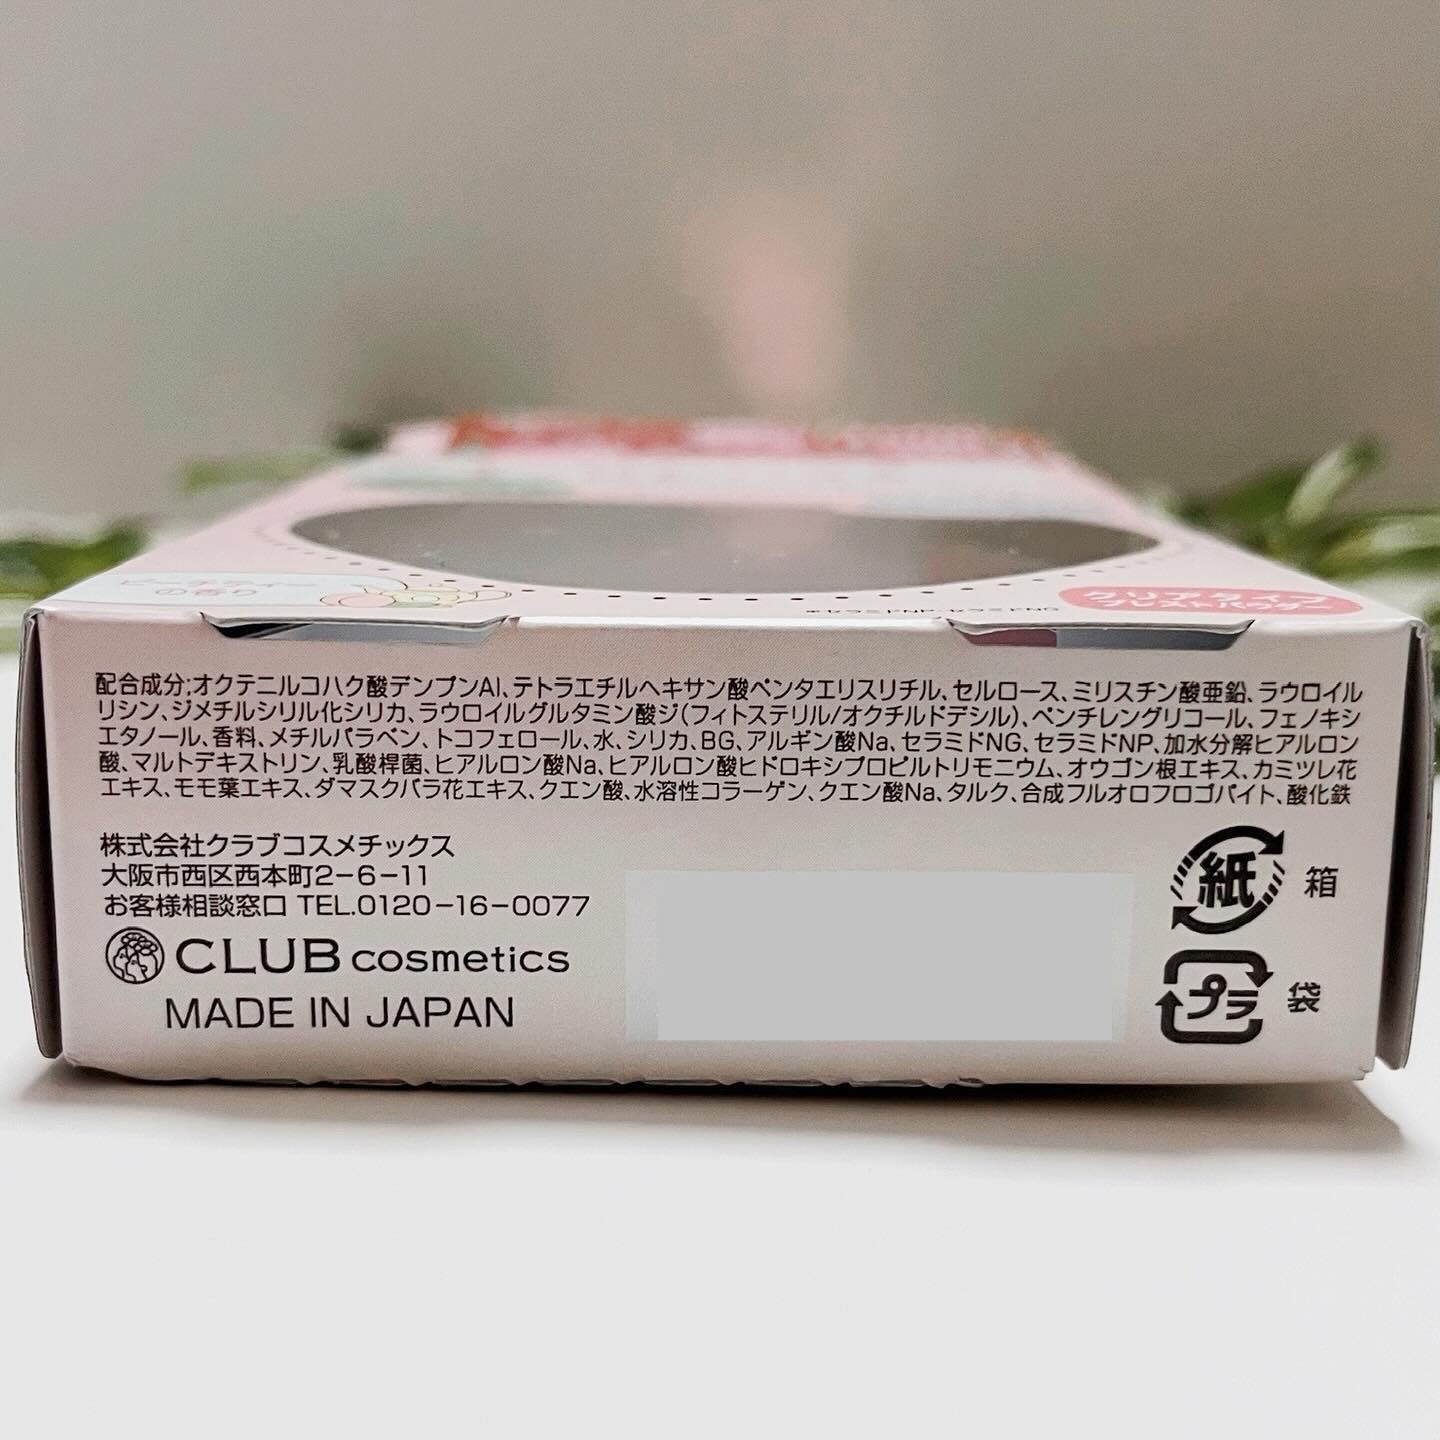 ピーチティー
の香り
*セラミドNP・セラミドNG
クリアタイプ
プレストパウダー
配合成分;オクテニルコハク酸デンプンAl、テトラエチルヘキサン酸ペンタエリスリチル、セルロース、ミリスチン酸亜鉛、ラウロイル
リシン、ジメチルシリル化シリカ、ラウロイルグルタミン酸ジ(フィトステリル/オクチルドデシル)、ペンチレングリコール、フェノキシ
エタノール、香料、メチルパラベン、トコフェロール、水、シリカ、BG、アルギン酸Na、セラミドNG、セラミドNP、加水分解ヒアルロン
酸、マルトデキストリン、乳酸桿菌、ヒアルロン酸Na、ヒアルロン酸ヒドロキシプロピルトリモニウム、オウゴン根エキス、カミツレ花
エキス、モモ葉エキス、ダマスクバラ花エキス、クエン酸、水溶性コラーゲン、クエン酸Na、タルク、合成フルオロフロゴパイト、酸化鉄
株式会社クラブコスメチックス
大阪市西区西本町2-6-11
お客様相談窓口 TEL.0120-16-0077
CLUB cosmetics
MADE IN JAPAN
紙 箱
プラ 袋